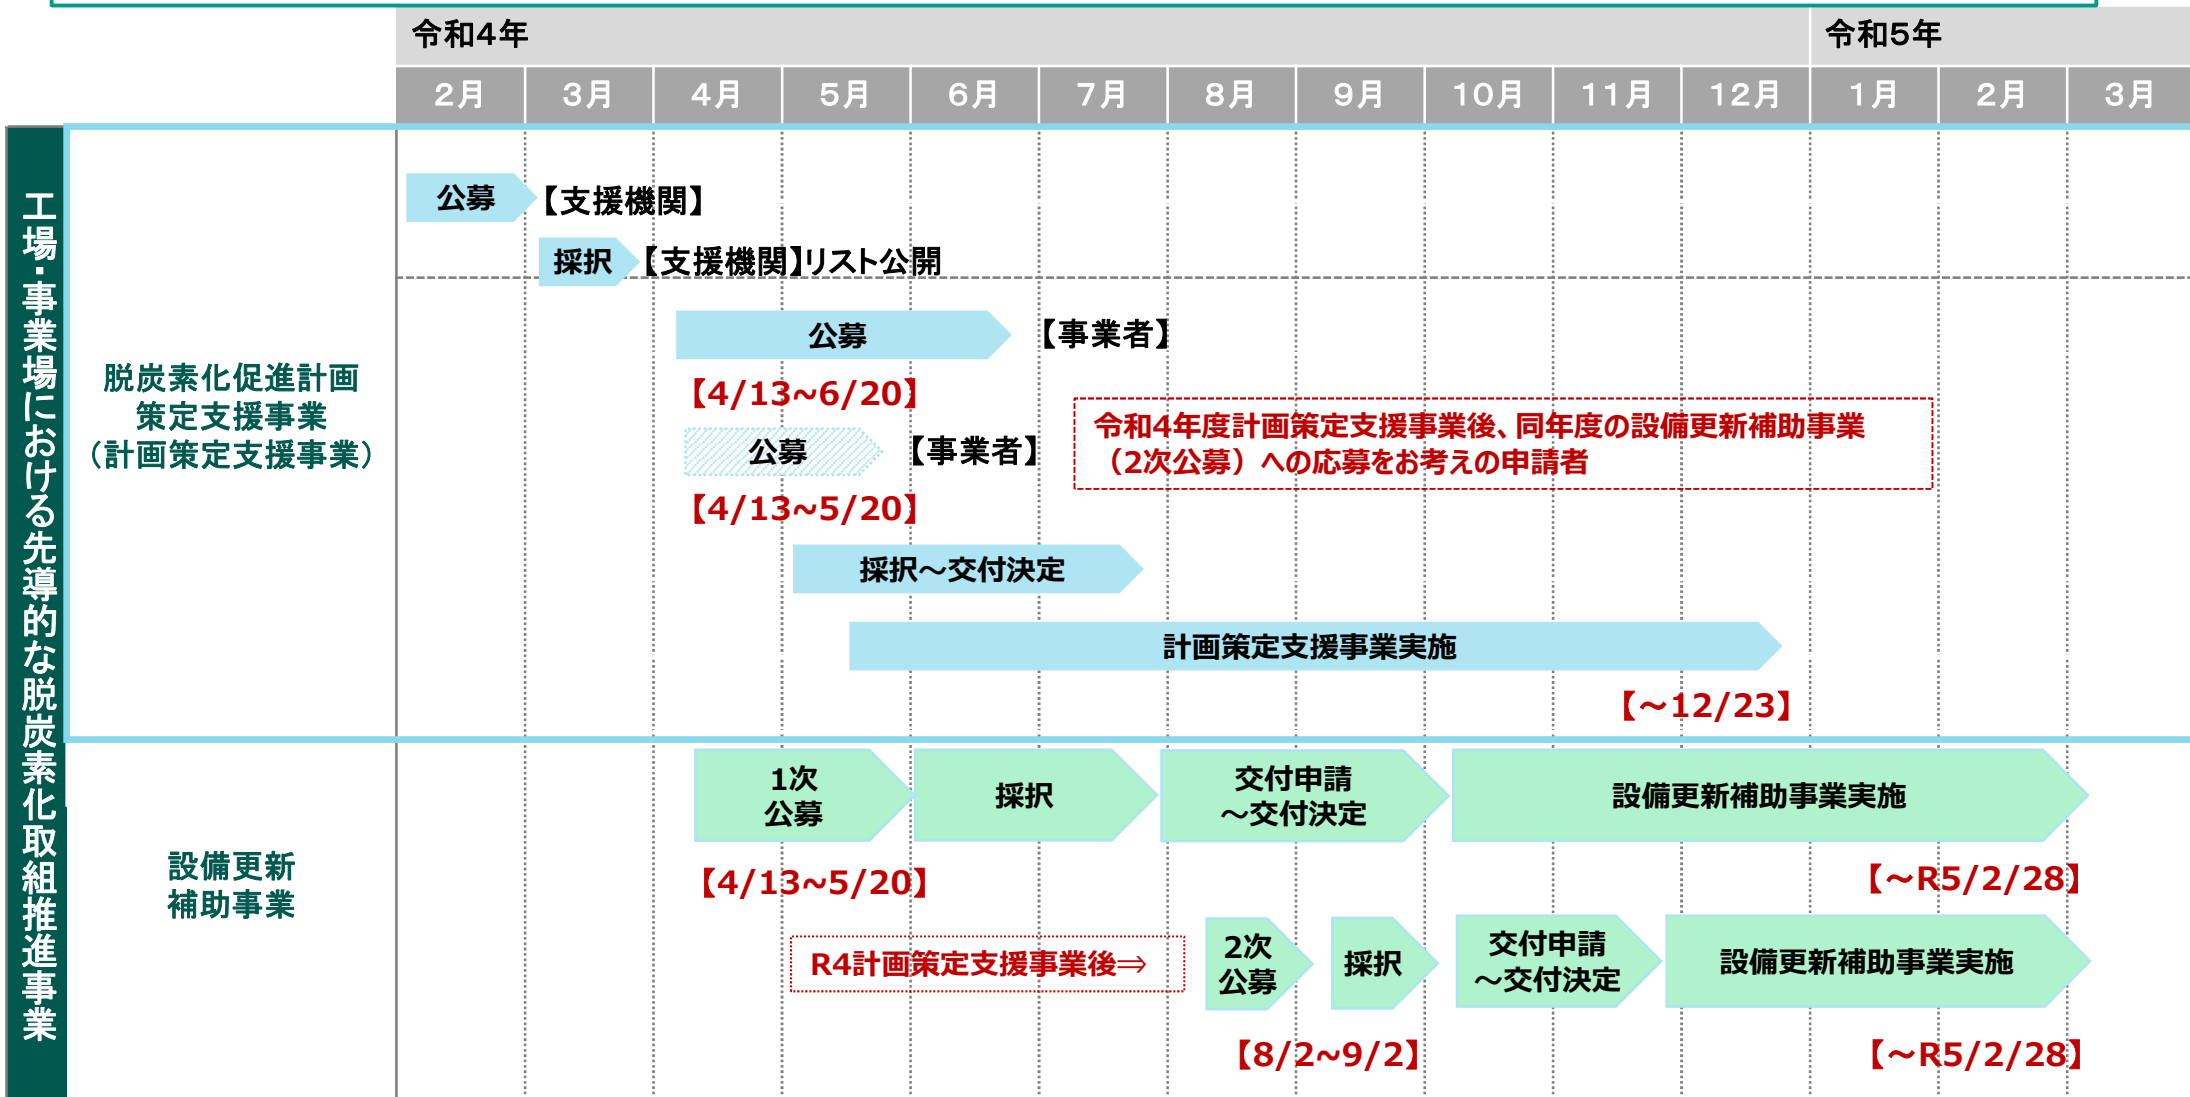 令和4年
令和5年
2月
3月
4月
5月
6月
7月
8月
9月
10月
11月
12月
1月
2月
3月
工場・事業場における先導的な脱炭素化取組推進事業
脱炭素化促進計画
策定支援事業
（計画策定支援事業）
公募
【支援機関】
採択
【支援機関】リスト公開
公募
【事業者】
【4/13~6/20】
公募
【事業者】
【4/13~5/20】
令和4年度計画策定支援事業後、同年度の設備更新補助事業
（2次公募）への応募をお考えの申請者
採択～交付決定
計画策定支援事業実施
【～12/23】
設備更新
補助事業
1次
公募
採択
交付申請
～交付決定
設備更新補助事業実施
【4/13~5/20】
【～R5/2/28】
R4計画策定支援事業後⇒
2次
公募
採択
交付申請
～交付決定
設備更新補助事業実施
【8/2~9/2】
【～R5/2/28】